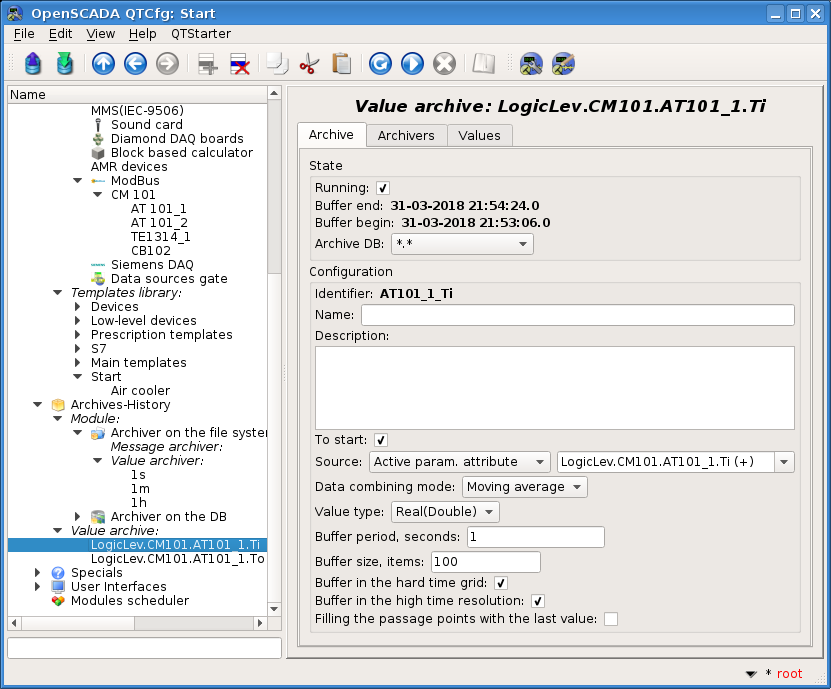 OpenSCADA QTCfg: Start
File Edit View Help QTStarter
Name
MMS(IEC-9506)
Sound card
Diamond DAQ boards
Block based calculator
AMR devices
ModBus
CM 101
AT 101_1
AT 101_2
TE1314_1
CB102
Siemens DAQ
Data sources gate
Templates library:
Devices
Low-level devices
Prescription templates
S7
Main templates
Start
Air cooler
Archives-History
Module:
Archiver on the file syster
Message archiver:
Value archiver:
1s
1m
1h
Archiver on the DB
Value archive:
LogicLev.CM101.AT101_1.Ti
LogicLev.CM101.AT101_1.To
Specials
User Interfaces
Modules scheduler
Value archive: LogicLev.CM101.AT101_1.Ti
Archive Archivers Values
State
Running:
Buffer end: 31-03-2018 21:54:24.0
Buffer begin: 31-03-2018 21:53:06.0
Archive DB: *.*
Configuration
Identifier: AT101_1_Ti
Name:
Description:
To start:
Source: Active param. attribute LogicLev.CM101.AT101_1.Ti (+)
Data combining mode: Moving average
Value type: Real(Double)
Buffer period, seconds: 1
Buffer size, items: 100
Buffer in the hard time grid:
Buffer in the high time resolution:
Filling the passage points with the last value:
* root